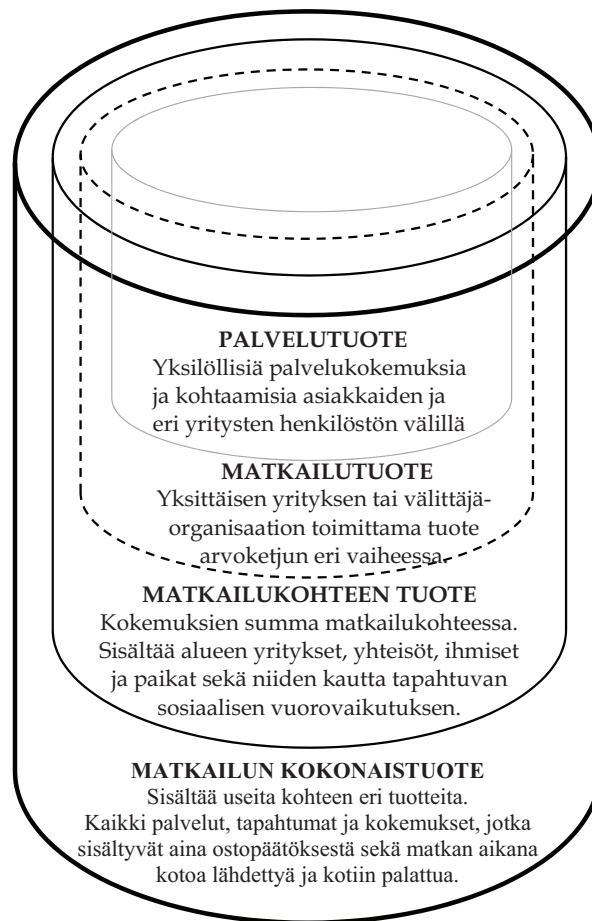 PALVELUTUOTE
Yksilöllisiä palvelukokemuksia
ja kohtaamisia asiakkaiden ja
eri yritysten henkilöstön välillä
MATKAILUTUOTE
Yksittäisen yrityksen tai välittäjä-
organisaation toimittama tuote
arvoketjun eri vaiheessa.
MATKAILUKOHTEEN TUOTE
Kokemuksien summa matkailukohteessa.
Sisältää alueen yritykset, yhteisöt, ihmiset
ja paikat sekä niiden kautta tapahtuvan
sosiaalisen vuorovaikutuksen.
MATKAILUN KOKONAISTUOTE
Sisältää useita kohteen eri tuotteita.
Kaikki palvelut, tapahtumat ja kokemukset, jotka
sisältyvät aina ostopäätöksestä sekä matkan aikana
kotoa lähdettyä ja kotiin palattua.